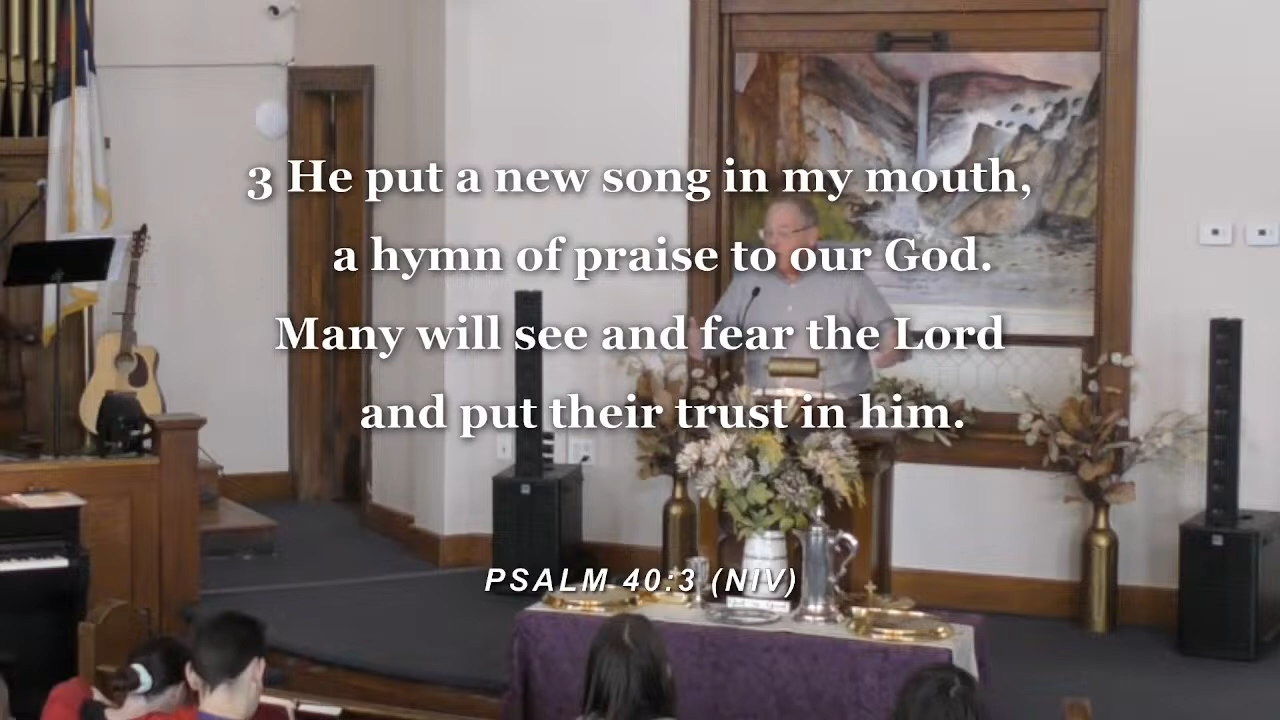 3 He put a new song in my mouth,
a hymn of praise to our God.
Many will see and fear the Lord
and put their trust in him.
PSALM 40:3 (NIV)